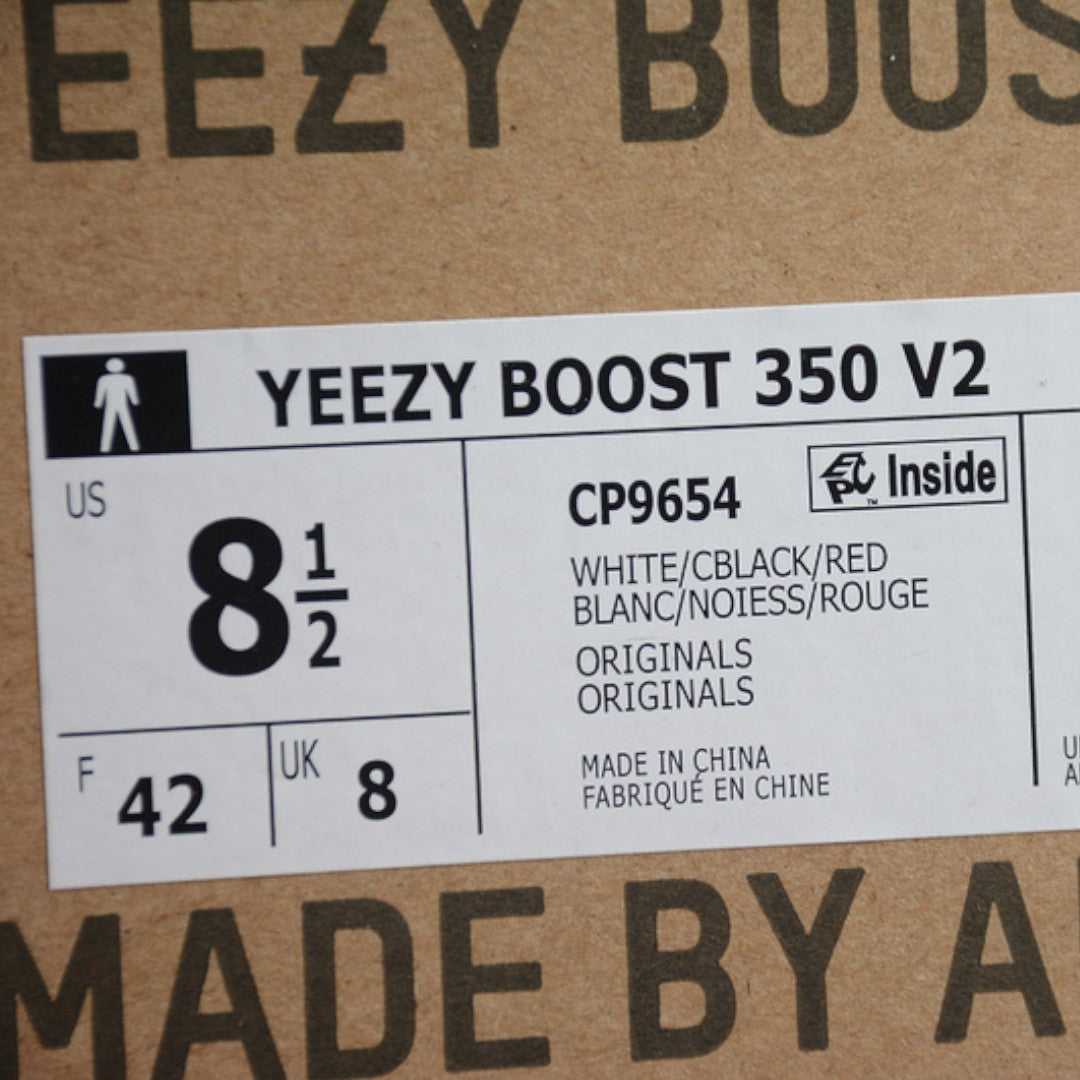 EEZY BOOS
YEEZY BOOST 350 V2
US
8 1/2
F 42
UK 8
CP9654
EPC™ Inside
WHITE/CBLACK/RED
BLANC/NOIESS/ROUGE
ORIGINALS
ORIGINALS
MADE IN CHINA
FABRIQUÉ EN CHINE
MADE BY A